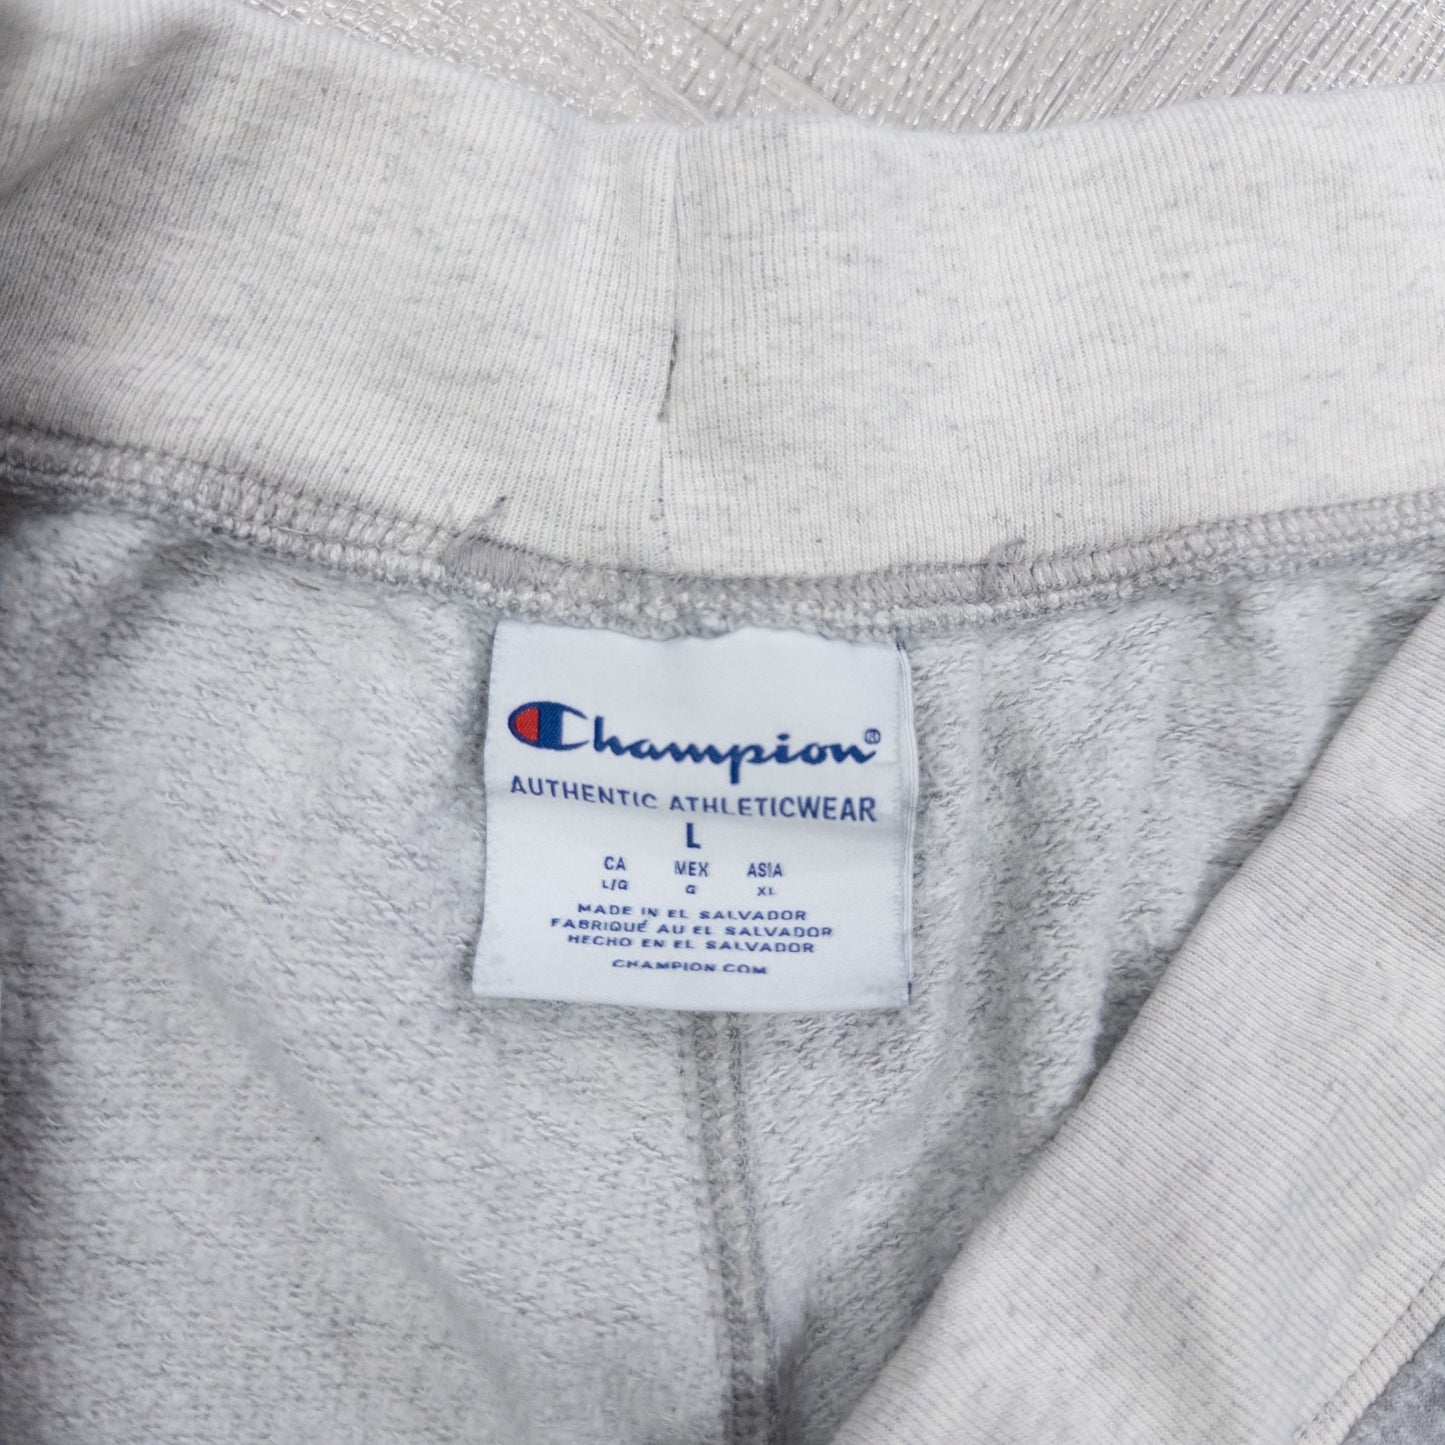 Champion®
AUTHENTIC ATHLETICWEAR
L
CA MEX ASIA
L/G G XL
MADE IN EL SALVADOR
FABRIQUÉ AU EL SALVADOR
HECHO EN EL SALVADOR
CHAMPION.COM